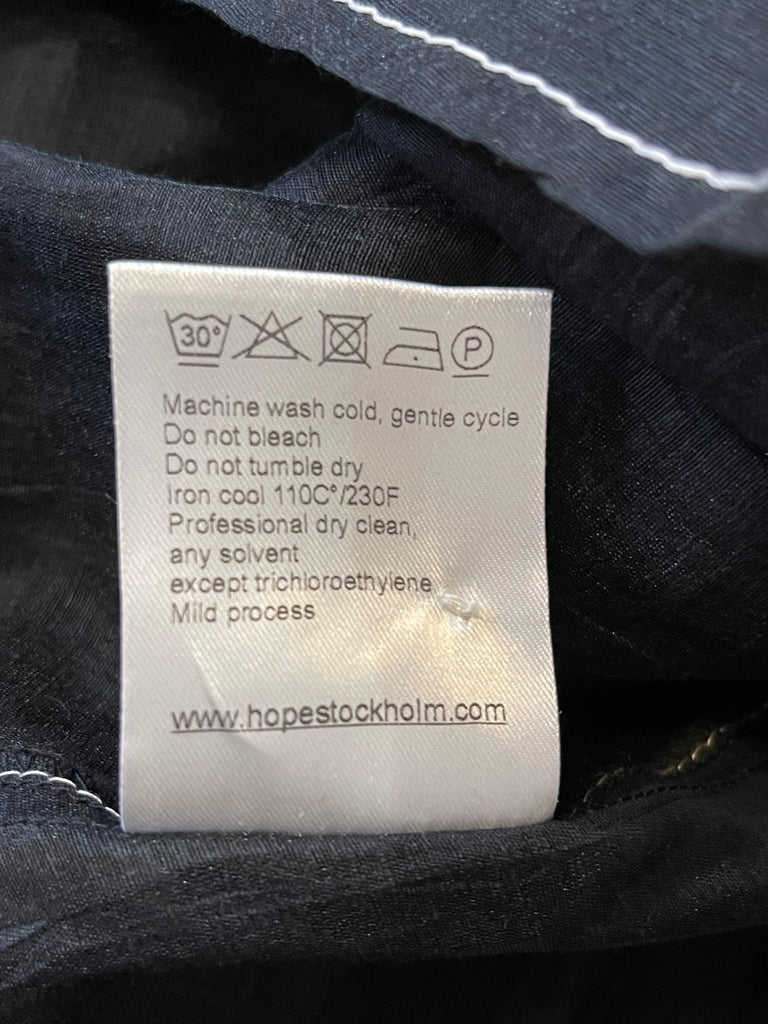 30°
P
Machine wash cold, gentle cycle
Do not bleach
Do not tumble dry
Iron cool 110C°/230F
Professional dry clean,
any solvent
except trichloroethylene
Mild process
www.hopestockholm.com